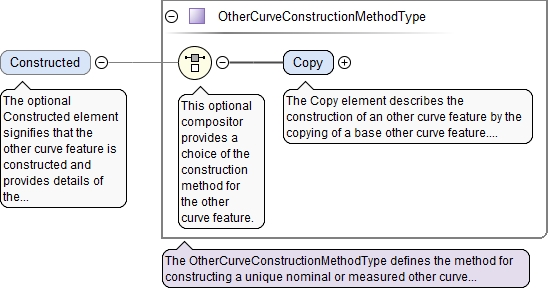 OtherCurveConstructionMethodType
Constructed
Copy
The optional
Constructed element
signifies that the
other curve feature is
constructed and
provides details of
the...
This optional
compositor
provides a
choice of the
construction
method for
the other
curve feature.
The Copy element describes the
construction of an other curve feature by the
copying of a base other curve feature....
The OtherCurveConstructionMethodType defines the method for
constructing a unique nominal or measured other curve...